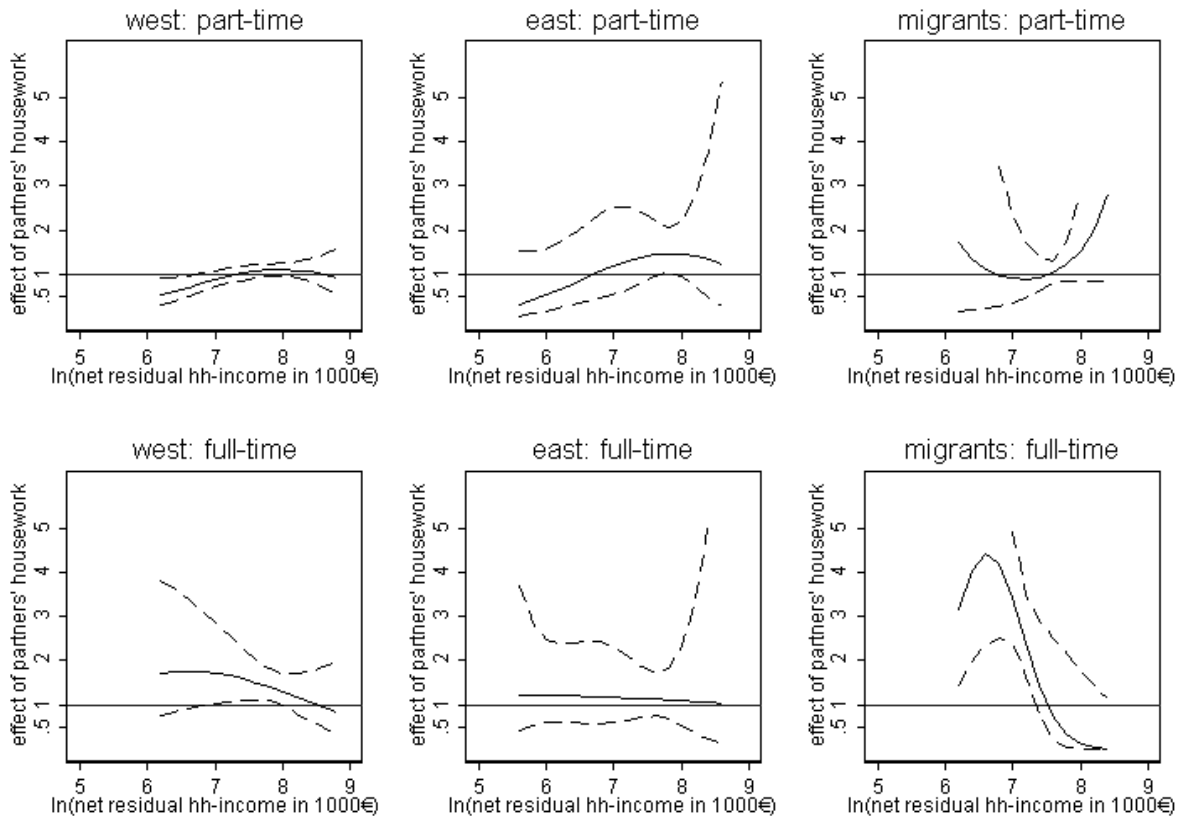 west: part-time
effect of partners' housework
5
4
3
2
1
.5
5 6 7 8 9
ln(net residual hh-income in 1000€)
east: part-time
effect of partners' housework
5
4
3
2
1
.5
5 6 7 8 9
ln(net residual hh-income in 1000€)
migrants: part-time
effect of partners' housework
5
4
3
2
1
.5
5 6 7 8 9
ln(net residual hh-income in 1000€)
west: full-time
effect of partners' housework
5
4
3
2
1
.5
5 6 7 8 9
ln(net residual hh-income in 1000€)
east: full-time
effect of partners' housework
5
4
3
2
1
.5
5 6 7 8 9
ln(net residual hh-income in 1000€)
migrants: full-time
effect of partners' housework
5
4
3
2
1
.5
5 6 7 8 9
ln(net residual hh-income in 1000€)